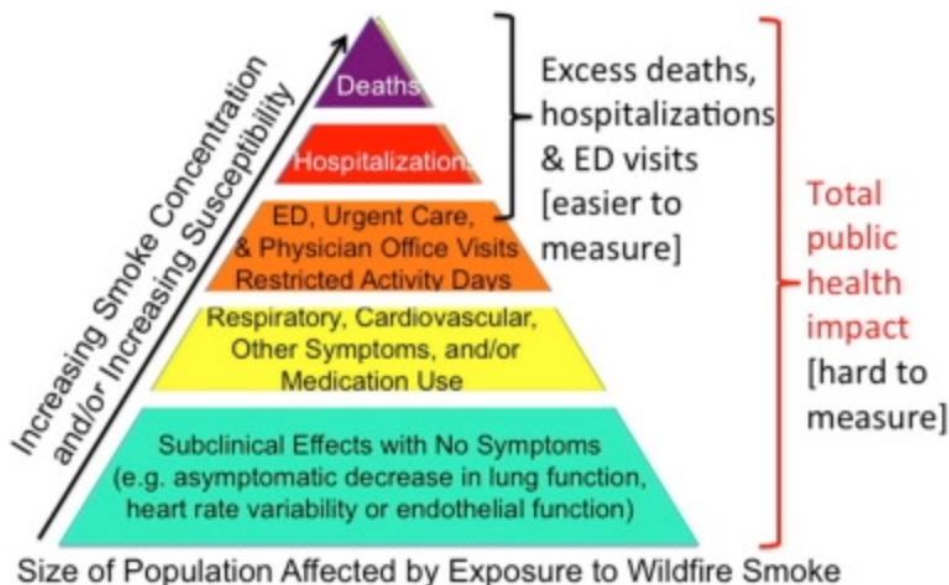 Increasing Smoke Concentration
and/or Increasing Susceptibility
Deaths
Hospitalizations
ED, Urgent Care,
& Physician Office Visits
Restricted Activity Days
Respiratory, Cardiovascular,
Other Symptoms, and/or
Medication Use
Subclinical Effects with No Symptoms
(e.g. asymptomatic decrease in lung function,
heart rate variability or endothelial function)
Size of Population Affected by Exposure to Wildfire Smoke
Excess deaths,
hospitalizations
& ED visits
[easier to
measure]
Total
public
health
impact
[hard to
measure]